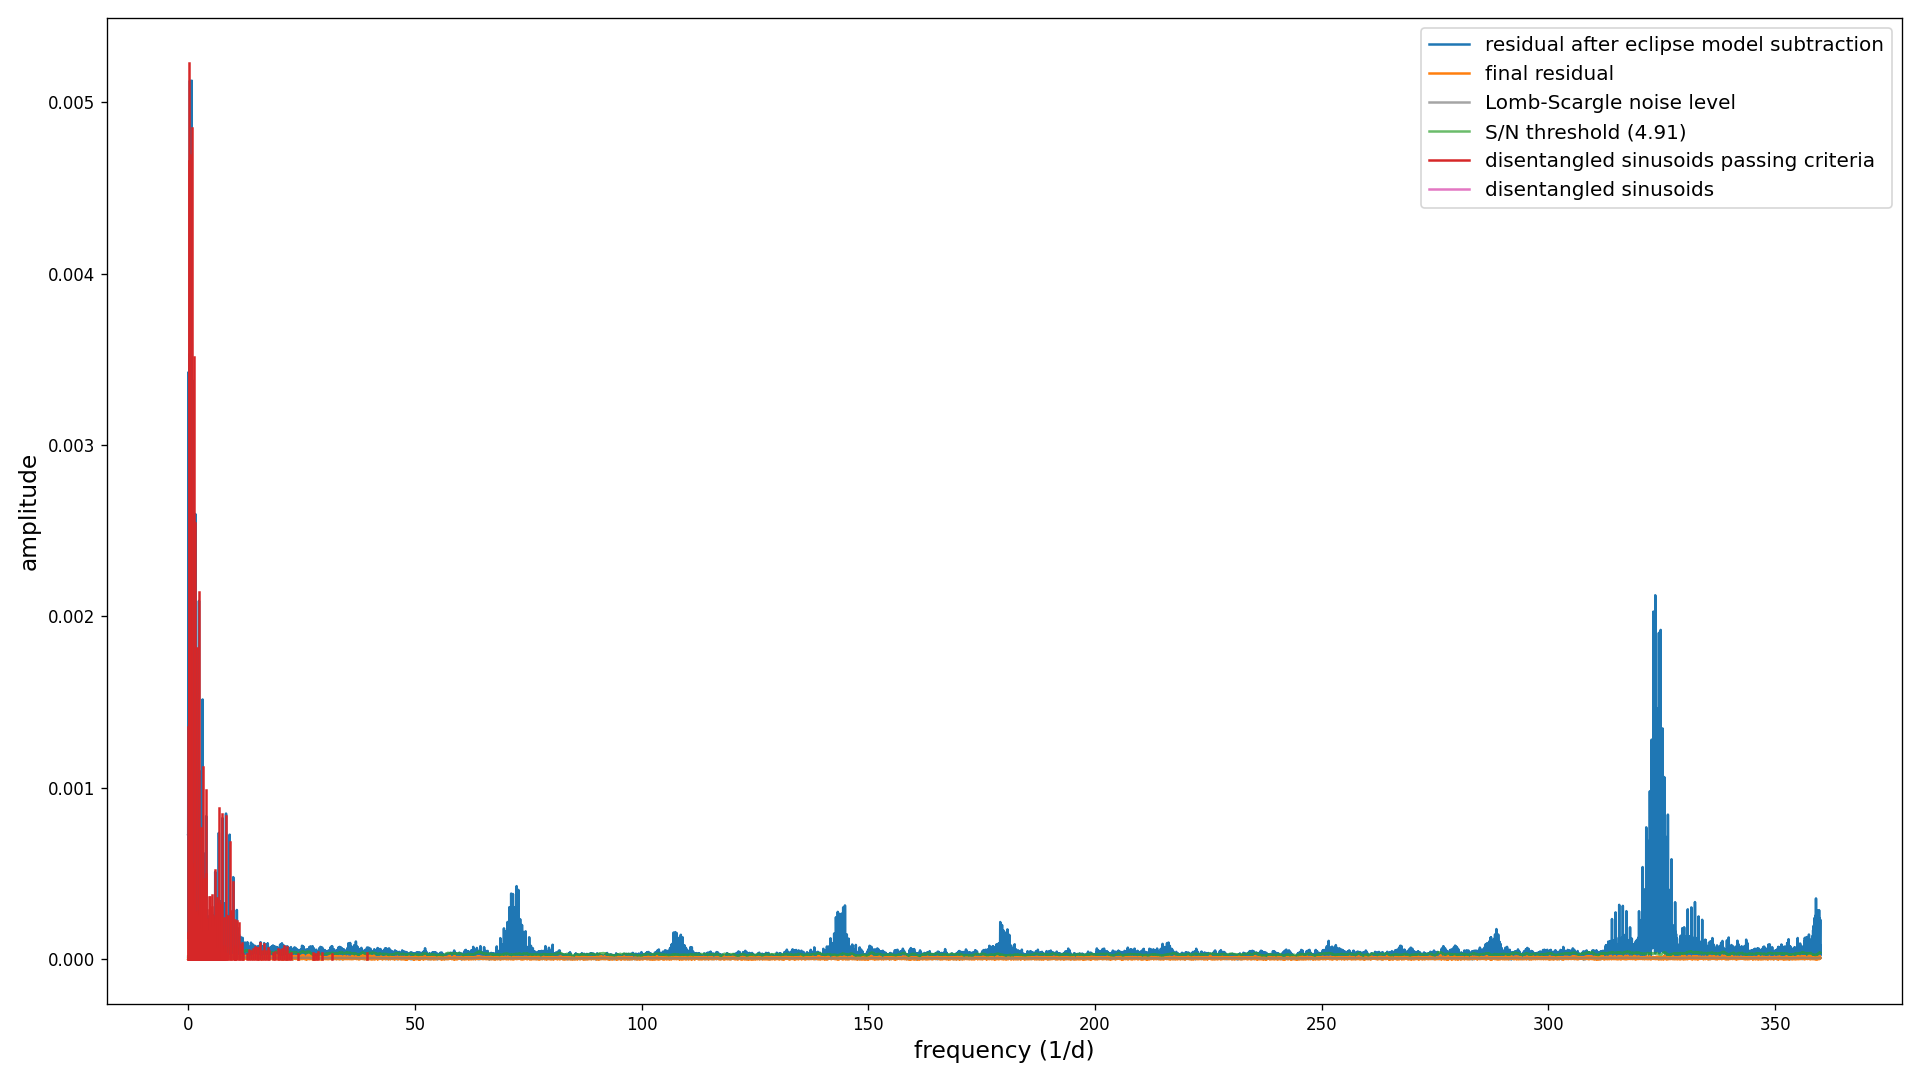 residual after eclipse model subtraction
final residual
Lomb-Scargle noise level
S/N threshold (4.91)
disentangled sinusoids passing criteria
disentangled sinusoids
0.005
0.004
0.003
0.002
0.001
0.000
amplitude
0 50 100 150 200 250 300 350
frequency (1/d)